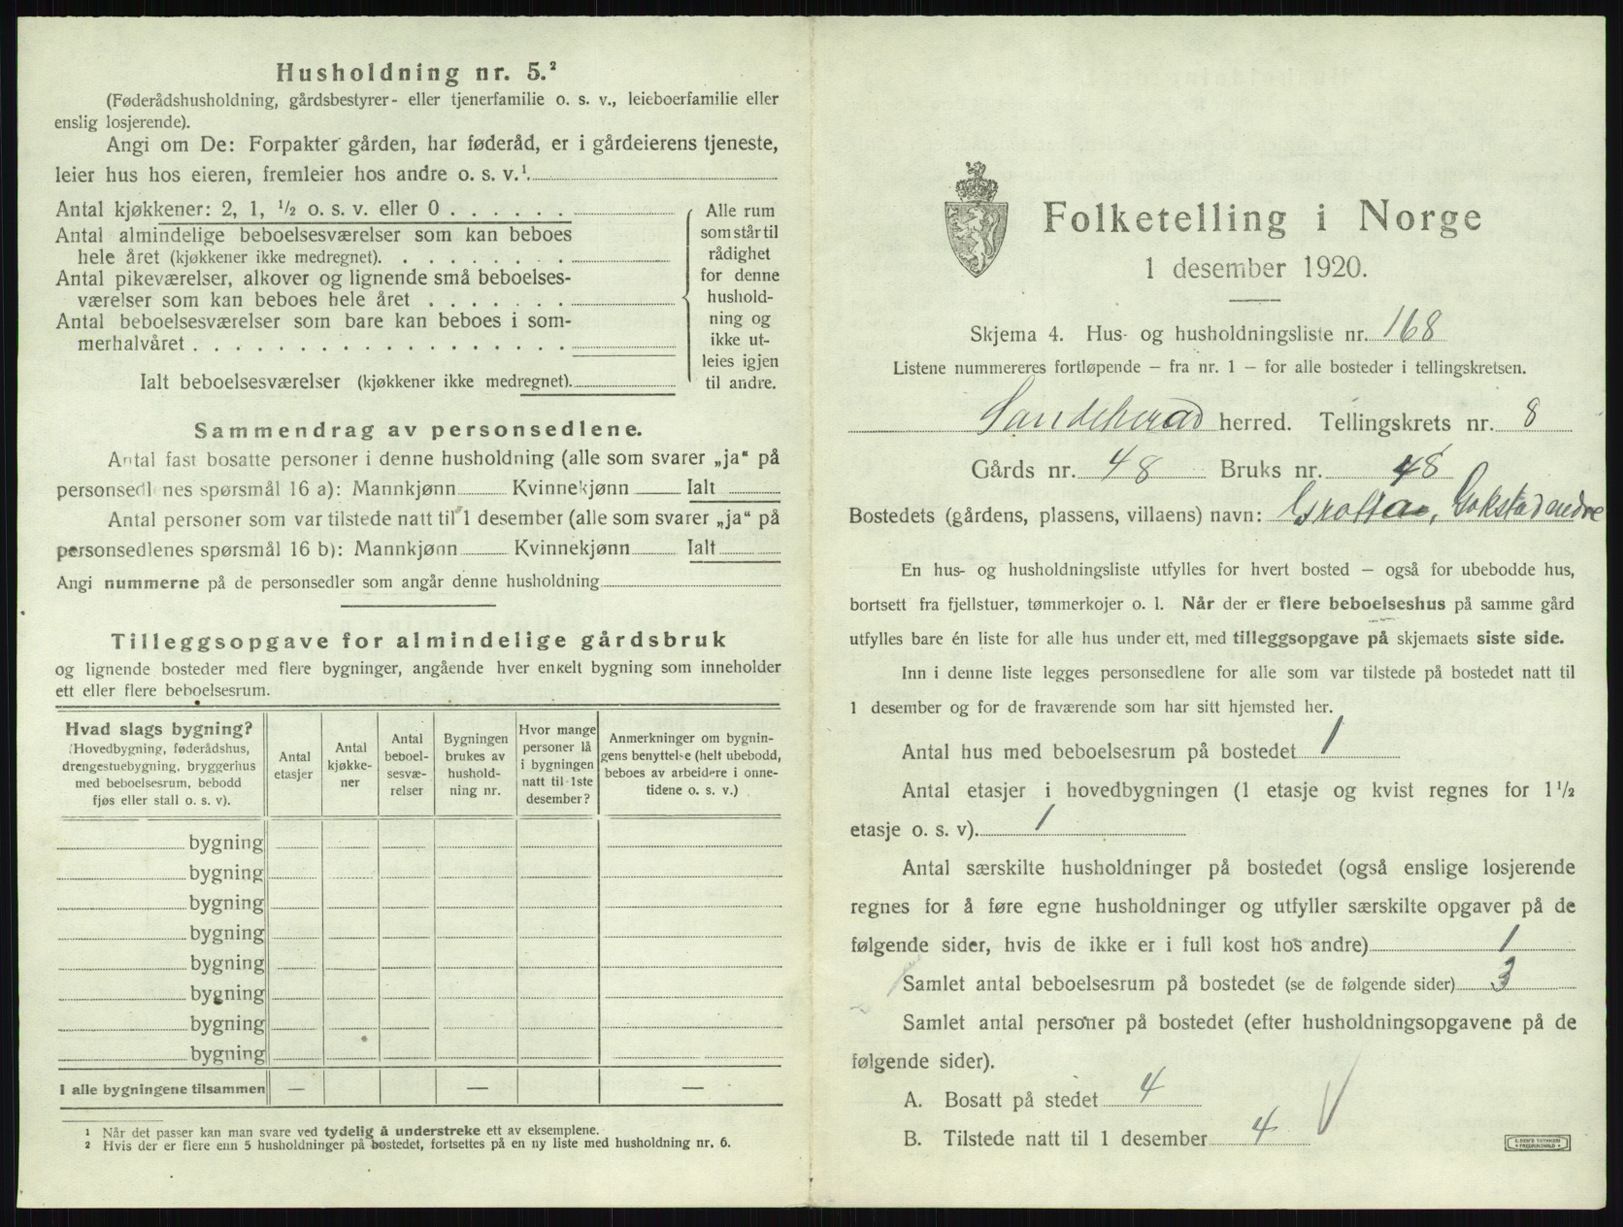 Husholdning nr. 5.²
(Føderådshusholdning, gårdsbestyrer- eller tjenerfamilie o. s. v., leieboerfamilie eller
enslig losjerende).
Angi om De: Forpakter gården, har føderåd, er i gårdeierens tjeneste,
leier hus hos eieren, fremleier hos andre o. s. v.¹.
Antal kjøkkener: 2, 1, ½ o. s. v. eller 0 . . . . . .
Antal almindelige beboelsesværelser som kan beboes
hele året (kjøkkener ikke medregnet). . . . . . . . .
Antal pikeværelser, alkover og lignende små beboelses-
værelser som kan beboes hele året . . . . . . .
Antal beboelsesværelser som bare kan beboes i som-
merhalvåret . . . . . . . . . . . . . . . . . .
Ialt beboelsesværelser (kjøkkener ikke medregnet).
Alle rum
som står til
rådighet
for denne
hushold-
ning og
ikke ut-
leies igjen
til andre.
Sammendrag av personsedlene.
Antal fast bosatte personer i denne husholdning (alle som svarer „ja“ på
personsedlenes spørsmål 16 a): Mannkjønn Kvinnekjønn Ialt
Antal personer som var tilstede natt til 1 desember (alle som svarer „ja“ på
personsedlenes spørsmål 16 b): Mannkjønn Kvinnekjønn Ialt
Angi nummerne på de personsedler som angår denne husholdning
Tilleggsopgave for almindelige gårdsbruk
og lignende bosteder med flere bygninger, angående hver enkelt bygning som inneholder
ett eller flere beboelsesrum.
Hvad slags bygning?
(Hovedbygning, føderådshus,
drengestuebygning, bryggerhus
med beboelsesrum, bebodd
fjøs eller stall o. s. v).
Antal
etasjer
Antal
kjøkke-
ner
Antal
beboel-
sesvæ-
relser
Bygningen
brukes av
hushold-
ning nr.
Hvor mange
personer lå
i bygningen
natt til 1ste
desember?
Anmerkninger om bygnin-
gens benyttelse (helt ubebodd,
beboes av arbeidere i onne-
tidene o. s. v.)
bygning
bygning
bygning
bygning
bygning
bygning
bygning
bygning
I alle bygningene tilsammen — — —
¹ Når det passer kan man svare ved tydelig å understreke ett av eksemplene.
² Hvis der er flere enn 5 husholdninger på bostedet, fortsettes på en ny liste med husholdning nr. 6.
Folketelling i Norge
1 desember 1920.
Skjema 4. Hus- og husholdningsliste nr. 168
Listene nummereres fortløpende – fra nr. 1 – for alle bosteder i tellingskretsen.
Sandeherad herred. Tellingskrets nr. 8
Gårds nr. 48 Bruks nr. 48
Bostedets (gårdens, plassens, villaens) navn: Gokstad nedre
En hus- og husholdningsliste utfylles for hvert bosted – også for ubebodde hus,
bortsett fra fjellstuer, tømmerkojer o. l. Når der er flere beboelseshus på samme gård
utfylles bare én liste for alle hus under ett, med tilleggsopgave på skjemaets siste side.
Inn i denne liste legges personsedlene for alle som var tilstede på bostedet natt til
1 desember og for de fraværende som har sitt hjemsted her.
Antal hus med beboelsesrum på bostedet 1
Antal etasjer i hovedbygningen (1 etasje og kvist regnes for 1½
etasje o. s. v). 1
Antal særskilte husholdninger på bostedet (også enslige losjerende
regnes for å føre egne husholdninger og utfyller særskilte opgaver på de
følgende sider, hvis de ikke er i full kost hos andre) 1
Samlet antal beboelsesrum på bostedet (se de følgende sider) 3
Samlet antal personer på bostedet (efter husholdningsopgavene på de
følgende sider).
A. Bosatt på stedet 4
B. Tilstede natt til 1 desember 4